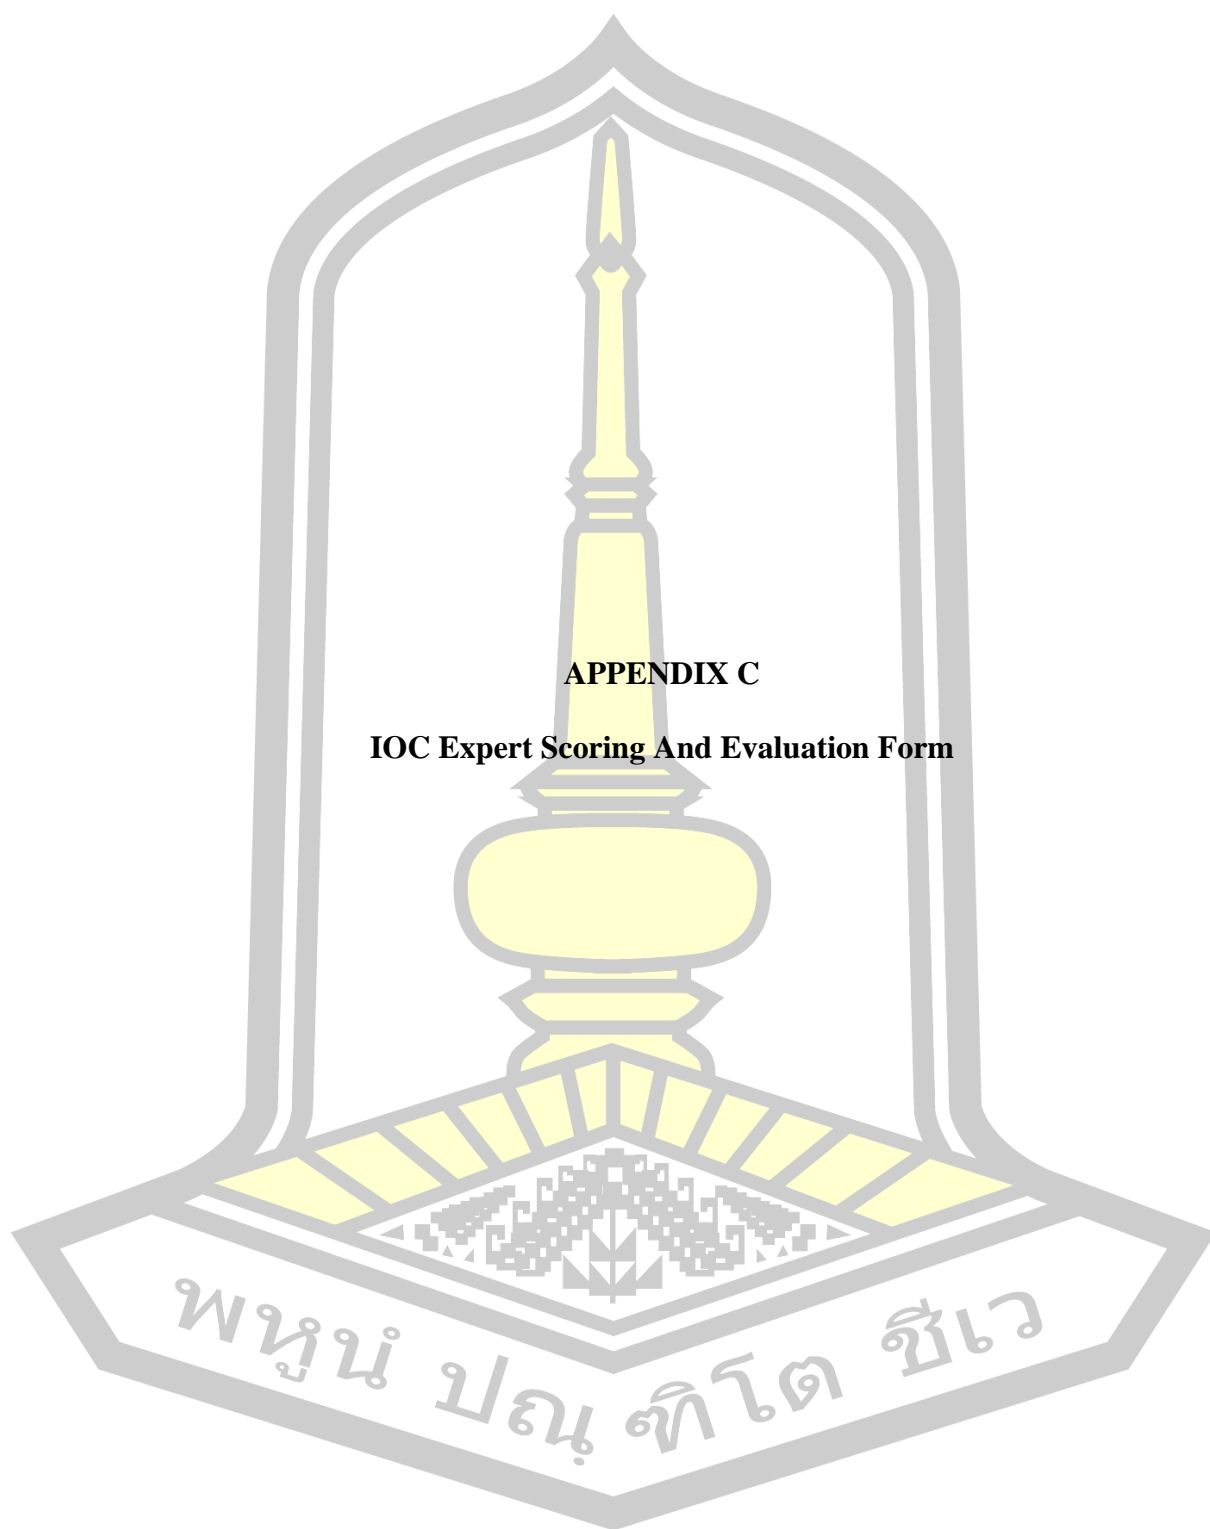 APPENDIX C
IOC Expert Scoring And Evaluation Form
พหูนํ ปณฺ ฑิโต ชีเว